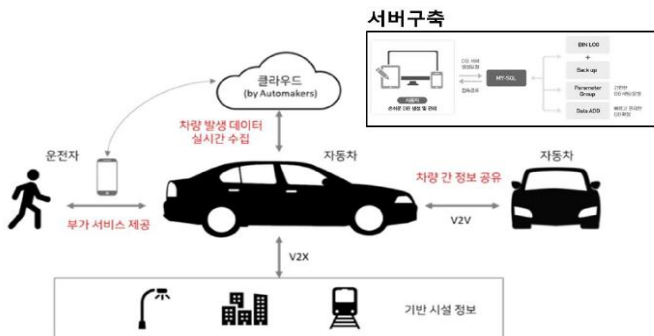 서버구축
BIN LOG
+
Back up
MY-SQL
Parameter
Group
Data ADD
사용자
클라우드
(by Automakers)
차량 발생 데이터
실시간 수집
운전자
자동차
자동차
차량 간 정보 공유
부가 서비스 제공
V2V
V2X
기반 시설 정보